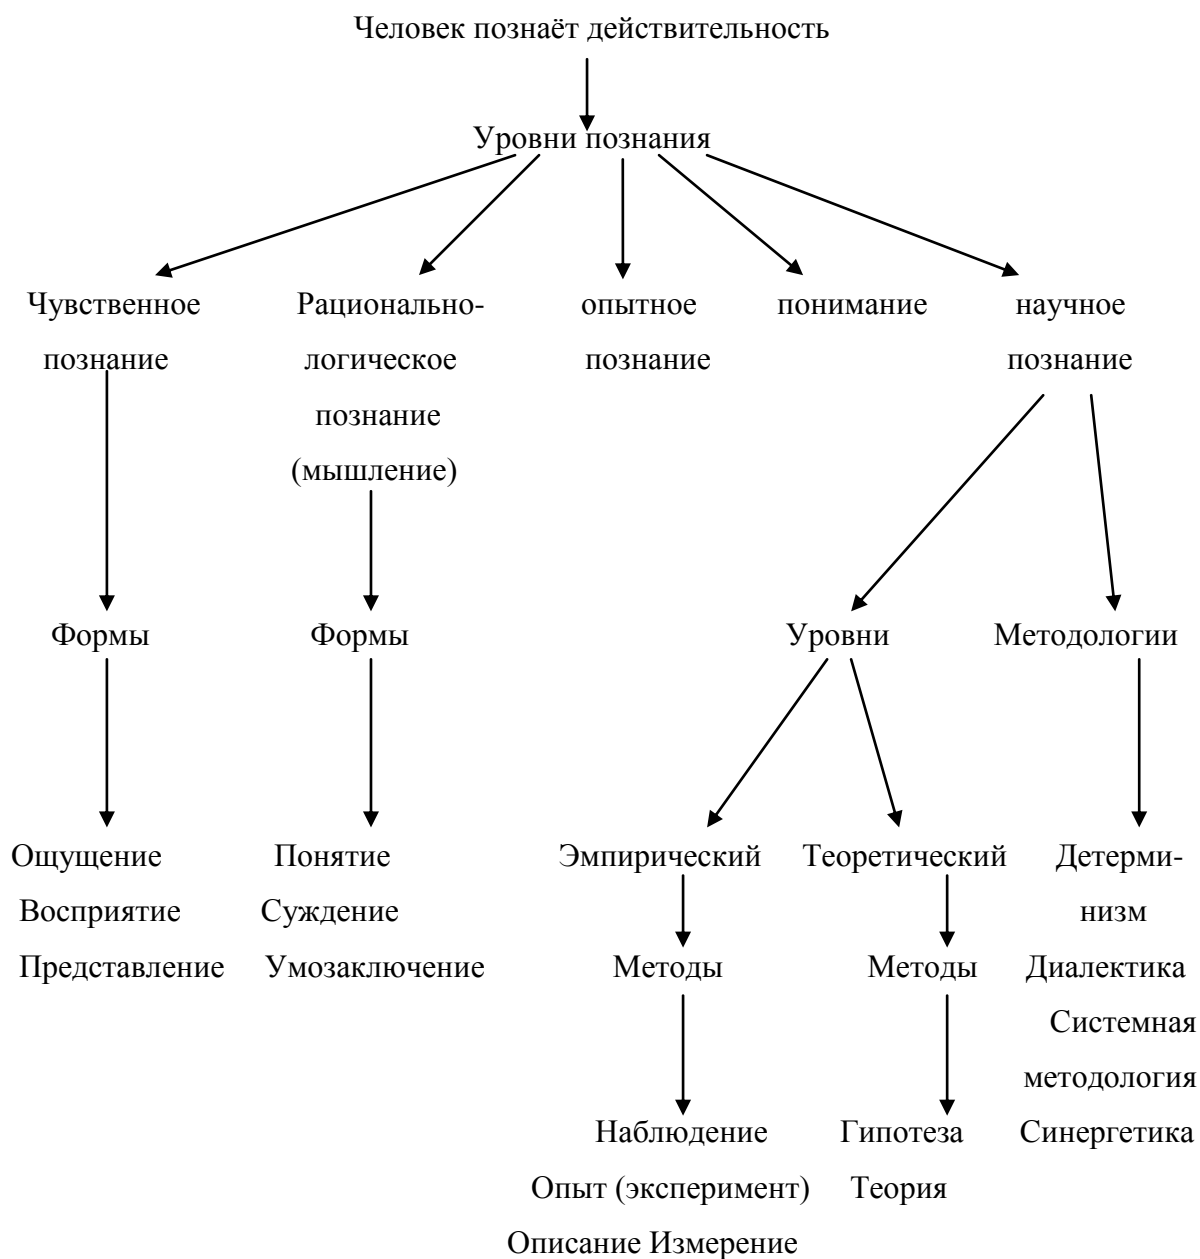 Человек познаёт действительность
Уровни познания
Чувственное Рационально- опытное понимание научное
познание логическое познание познание
познание
(мышление)
Формы Формы Уровни Методологии
Ощущение Понятие Эмпирический Теоретический Детерми-
Восприятие Суждение низм
Представление Умозаключение Методы Методы Диалектика
Системная
методология
Наблюдение Гипотеза Синергетика
Опыт (эксперимент) Теория
Описание Измерение